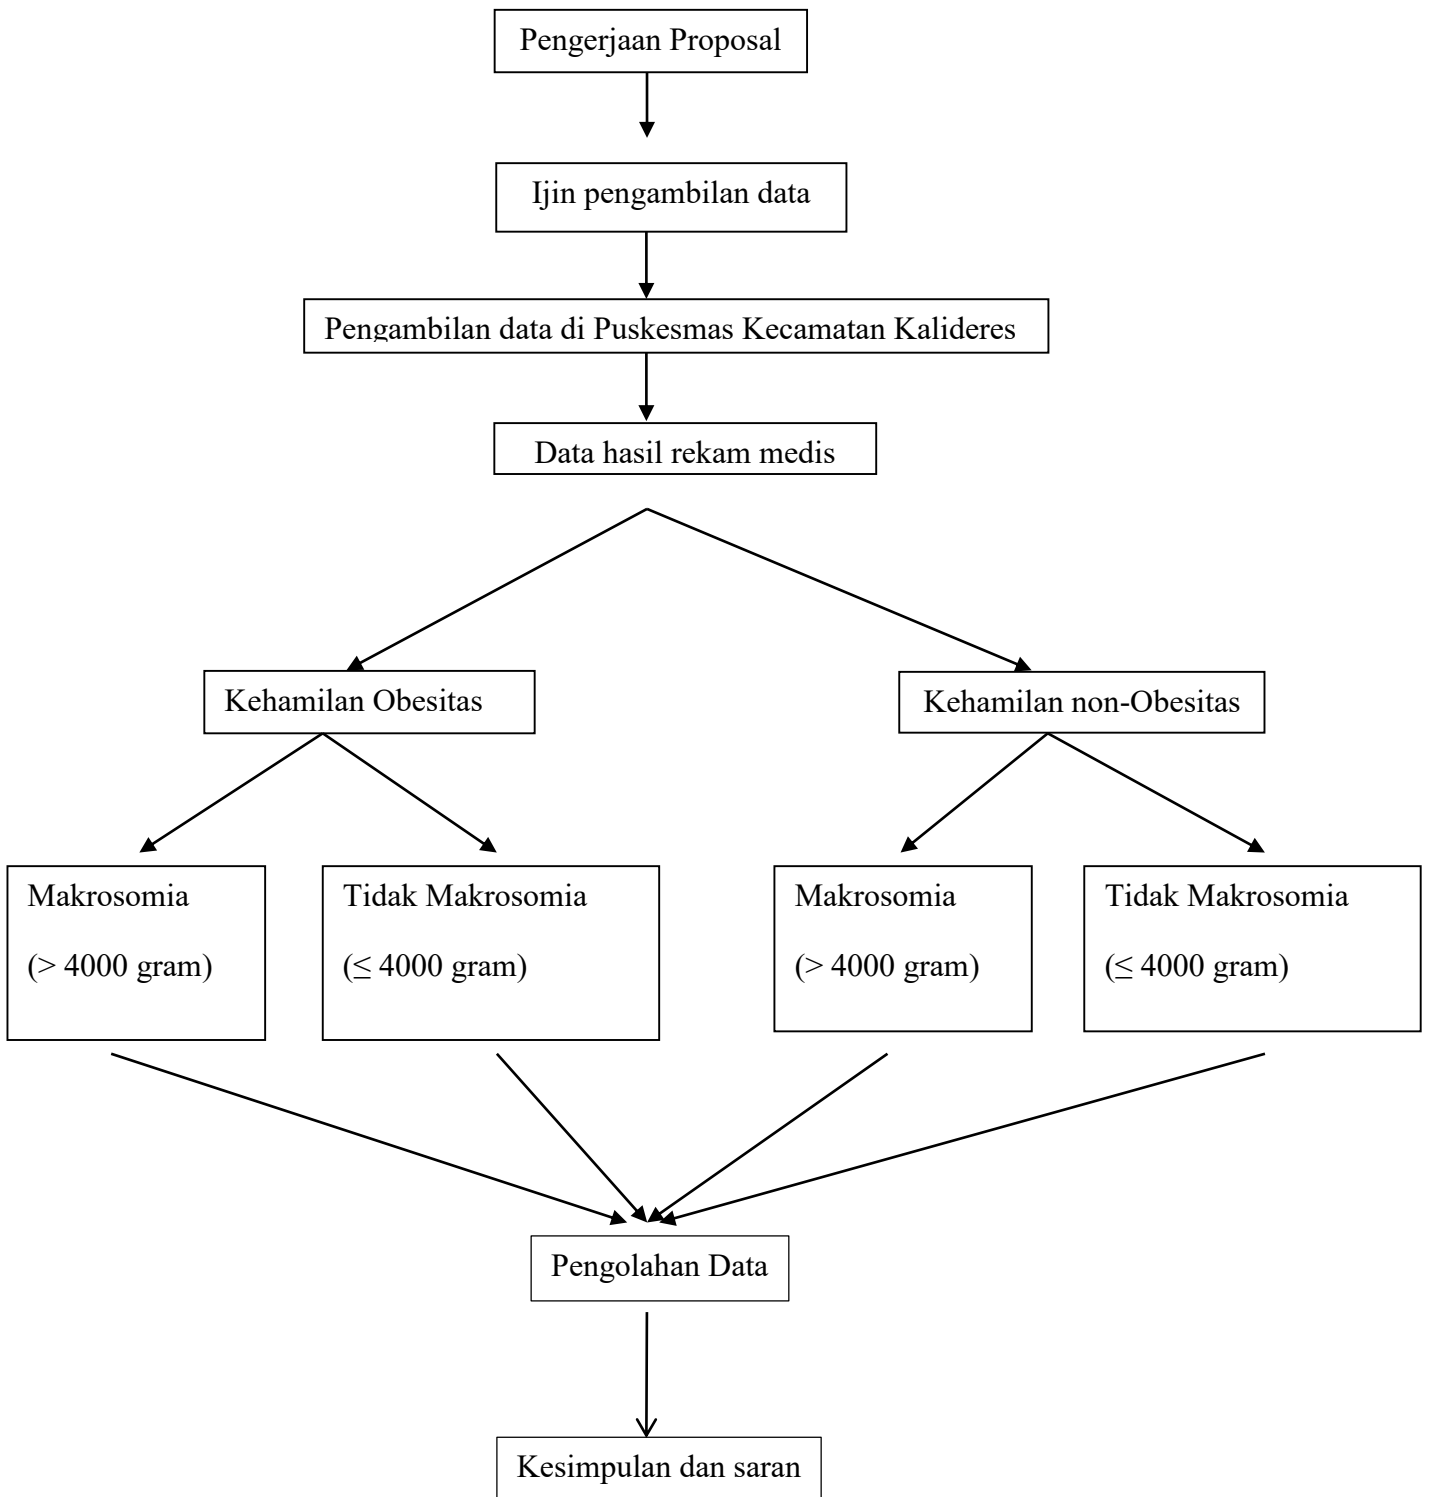 Pengerjaan Proposal
Ijin pengambilan data
Pengambilan data di Puskesmas Kecamatan Kalideres
Data hasil rekam medis
Kehamilan Obesitas
Kehamilan non-Obesitas
Makrosomia
(> 4000 gram)
Tidak Makrosomia
(≤ 4000 gram)
Makrosomia
(> 4000 gram)
Tidak Makrosomia
(≤ 4000 gram)
Pengolahan Data
Kesimpulan dan saran